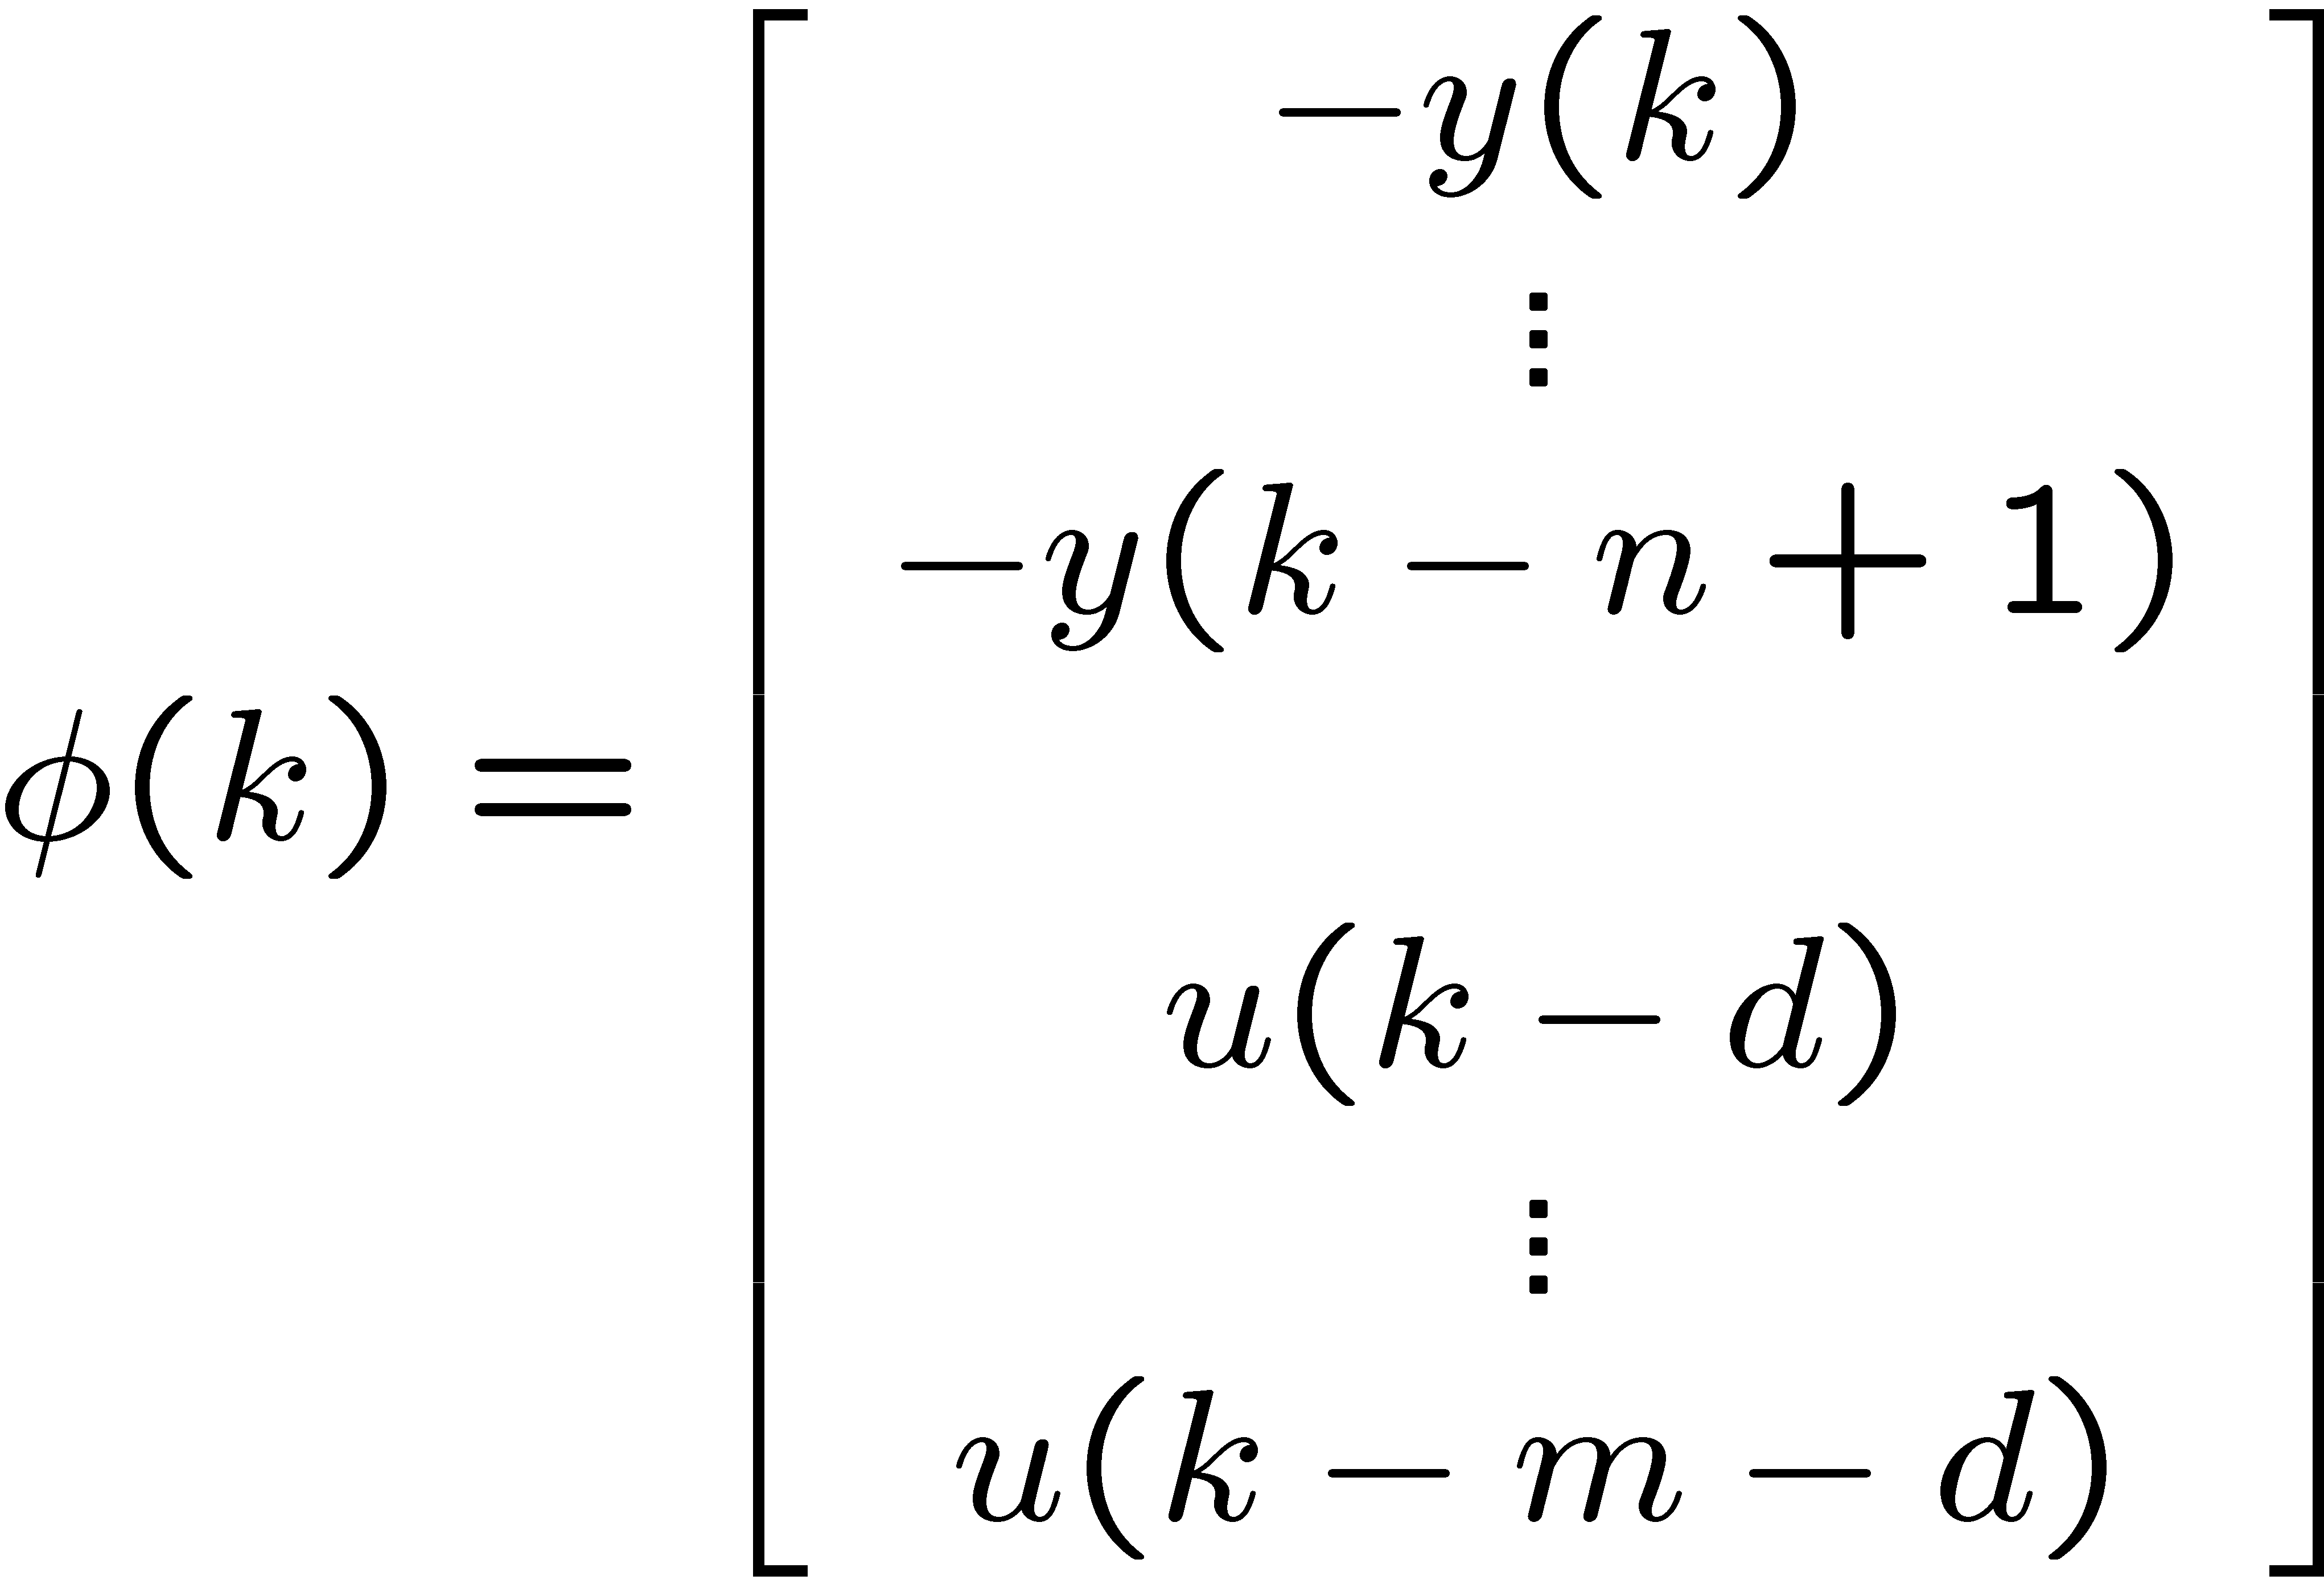 −y(k)
⋮
−y(k − n + 1)
ϕ(k) =
u(k − d)
⋮
u(k − m − d)